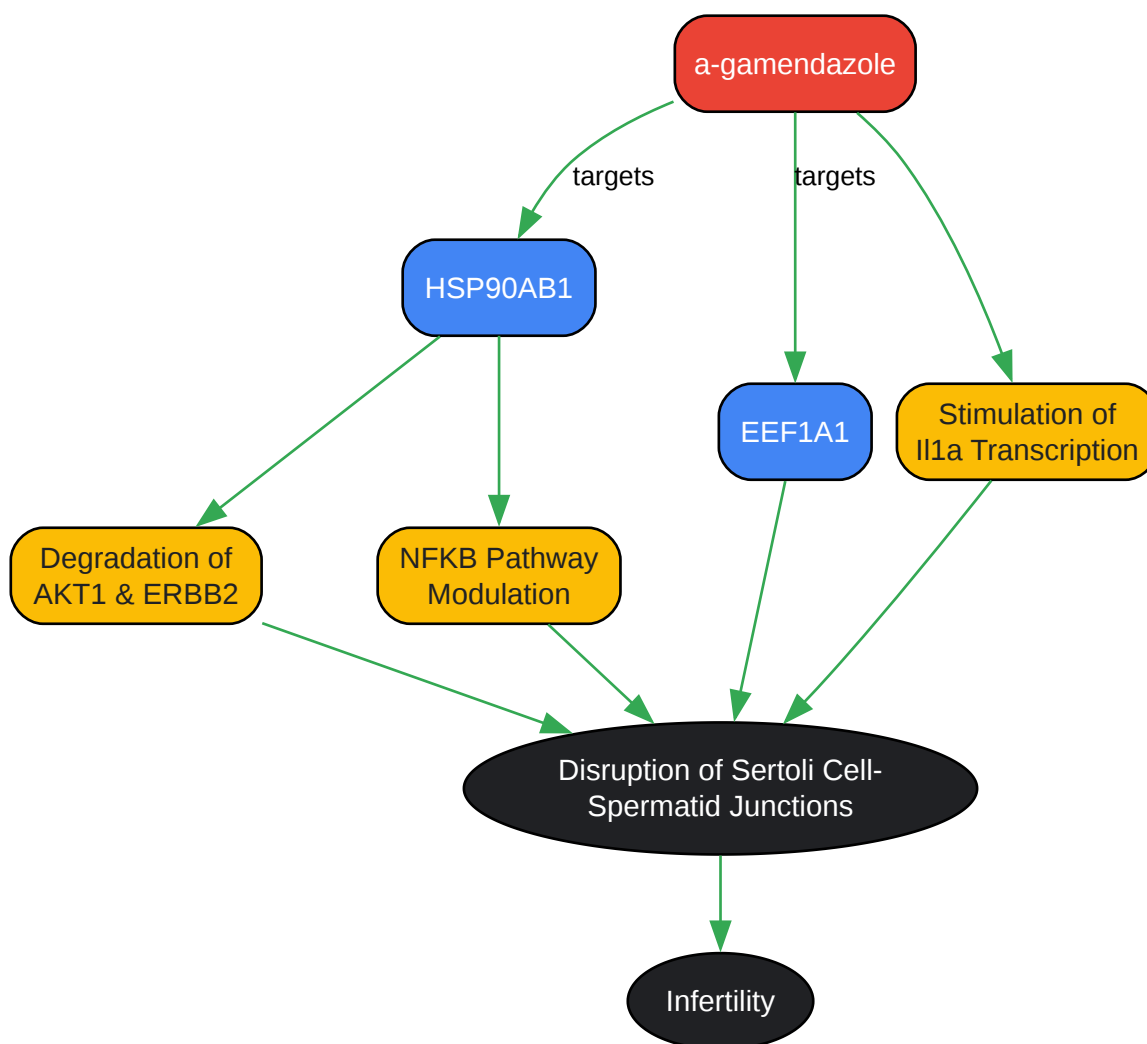 a-gamendazole
targets
targets
HSP90AB1
EEF1A1
Stimulation of
Il1a Transcription
Degradation of
AKT1 & ERBB2
NFKB Pathway
Modulation
Disruption of Sertoli Cell-
Spermatid Junctions
Infertility